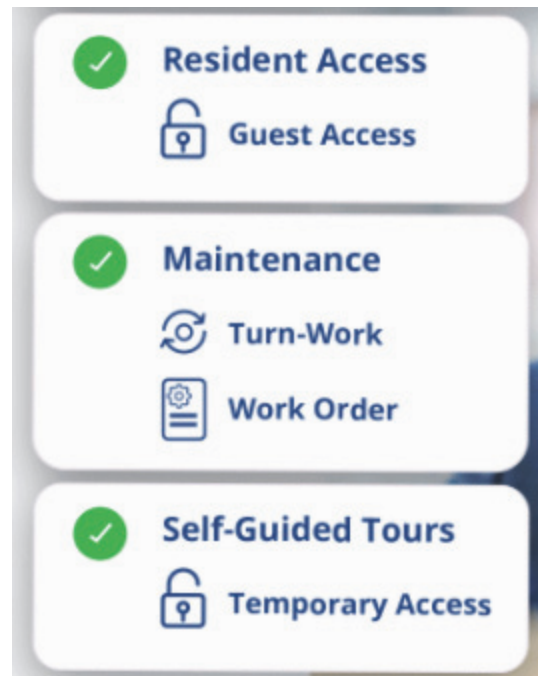 Resident Access
Guest Access
Maintenance
Turn-Work
Work Order
Self-Guided Tours
Temporary Access